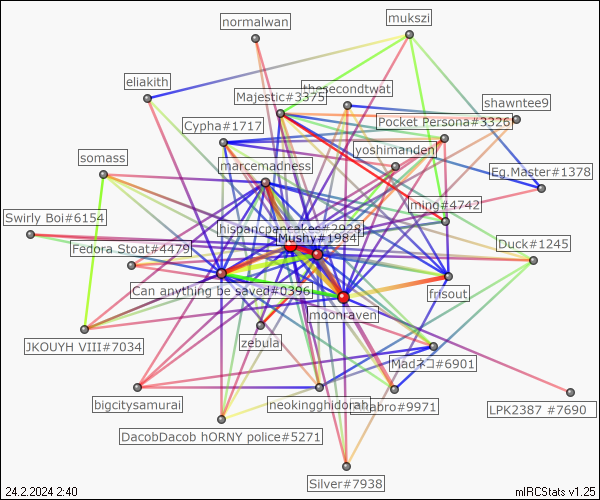 normalwan
mukszi
eliakith
thesecondtwat
Majestic#3375
shawntee9
Pocket Persona#3326
Cypha#1717
yoshimanden
somass
marcemadness
Eg.Master#1378
ming#4742
Swirly Boi#6154
hispancpancakes#2928
Mushy#1984
Fedora Stoat#4479
Duck#1245
Can anything be saved#0396
frisout
moonraven
JKOUYH VIII#7034
zebulai
Madネコ#6901
bigcitysamurai
neokingghidorah
#9971
LPK2387 #7690
DacobDacob hORNY police#5271
Silver#7938
24.2.2024 2:40
mIRCStats v1.25